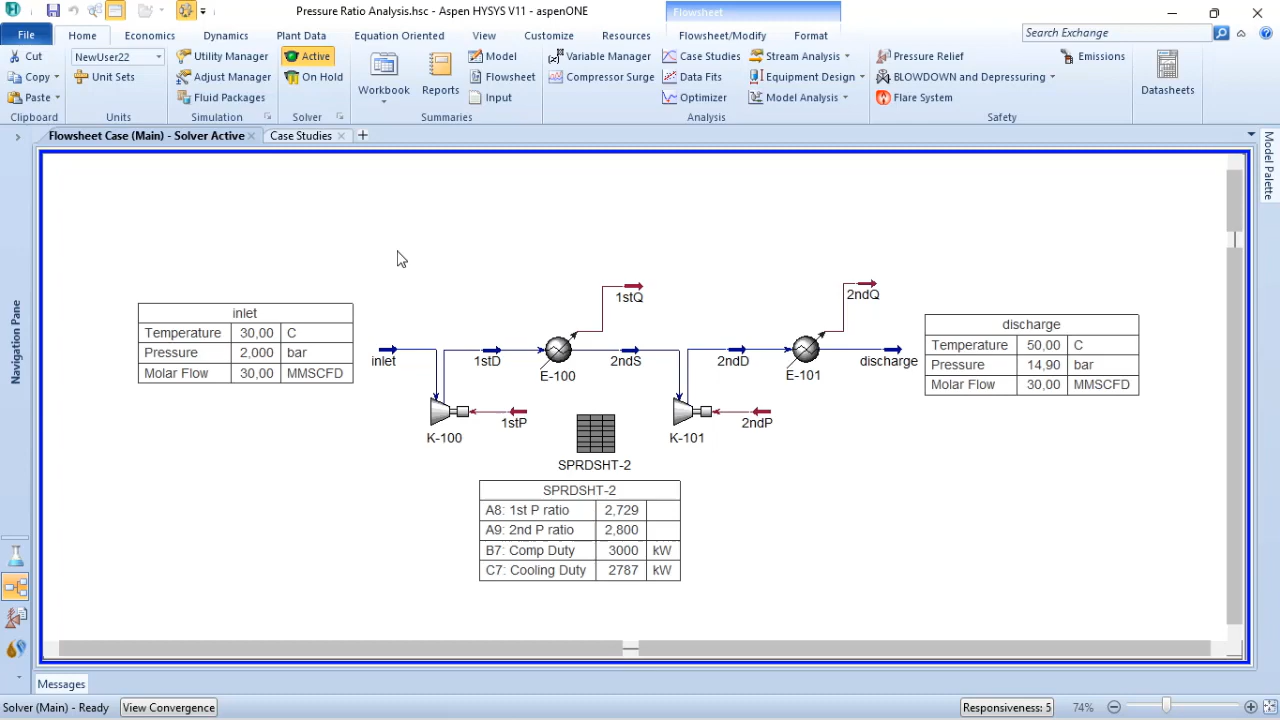 Pressure Ratio Analysis.hsc - Aspen HYSYS V11 - aspenONE
Flowsheet
File Home Economics Dynamics Plant Data Equation Oriented View Customize Resources Flowsheet/Modify Format
Search Exchange
Cut
Copy
Paste
Clipboard
NewUser22
Unit Sets
Units
Utility Manager
Adjust Manager
Fluid Packages
Simulation
Active
On Hold
Solver
Workbook
Reports
Model
Flowsheet
Input
Summaries
Variable Manager
Compressor Surge
Case Studies
Data Fits
Optimizer
Stream Analysis
Equipment Design
Model Analysis
Analysis
Pressure Relief
BLOWDOWN and Depressuring
Flare System
Emissions
Safety
Datasheets
Flowsheet Case (Main) - Solver Active
Case Studies
Model Palette
Navigation Pane
inlet
Temperature 30,00 C
Pressure 2,000 bar
Molar Flow 30,00 MMSCFD
inlet
K-100
1stP
1stD
E-100
1stQ
2ndS
K-101
2ndP
2ndD
E-101
2ndQ
discharge
discharge
Temperature 50,00 C
Pressure 14,90 bar
Molar Flow 30,00 MMSCFD
SPRDSHT-2
SPRDSHT-2
A8: 1st P ratio 2,729
A9: 2nd P ratio 2,800
B7: Comp Duty 3000 kW
C7: Cooling Duty 2787 kW
Messages
Solver (Main) - Ready
View Convergence
Responsiveness: 5
74%